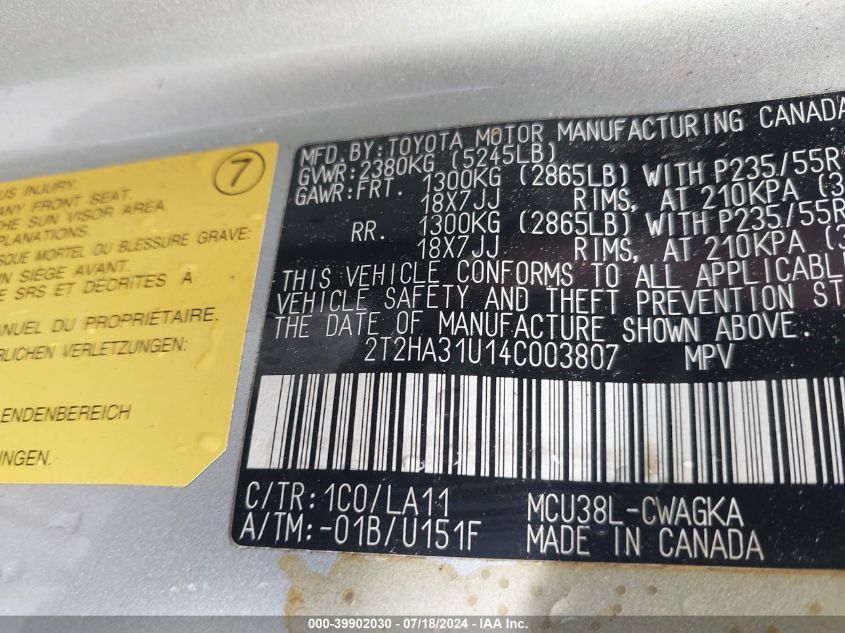 7
US INJURY.
ANY FRONT SEAT.
THE SUN VISOR AREA
PLANATIONS.
SQUE MORTEL OU BLESSURE GRAVE:
N SIÈGE AVANT.
E SRS ET DÉCRITES À
ANUEL DU PROPRIÉTAIRE.
RLICHEN VERLETZUNGEN:
LENDENBEREICH
NGEN.
MFD.BY:TOYOTA MOTOR MANUFACTURING CANADA
GVWR:2380KG (5245LB)
GAWR:FRT. 1300KG (2865LB) WITH P235/55R
18X7JJ RIMS, AT 210KPA (3
RR. 1300KG (2865LB) WITH P235/55R
18X7JJ RIMS, AT 210KPA (3
THIS VEHICLE CONFORMS TO ALL APPLICABL
VEHICLE SAFETY AND THEFT PREVENTION ST
THE DATE OF MANUFACTURE SHOWN ABOVE.
2T2HA31U14C003807 MPV
C/TR: 1C0/LA11 MCU38L-CWAGKA
A/TM: -01B/U151F MADE IN CANADA
000-39902030 - 07/18/2024 - IAA Inc.